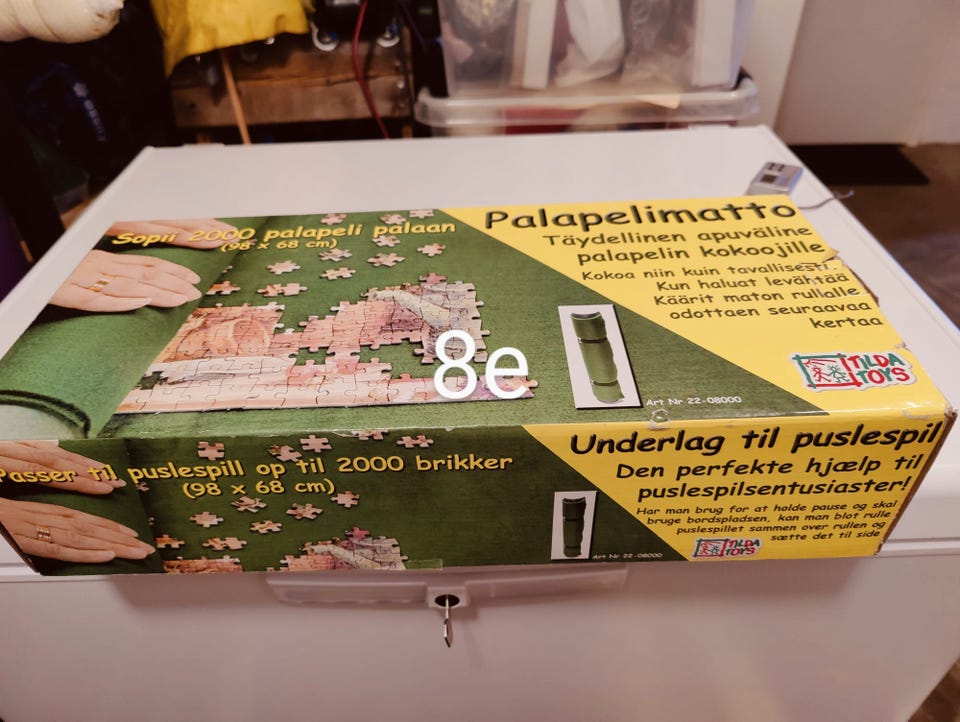 Sopii 2000 palapeli palaan
(98 x 68 cm)
Palapelimatto
Täydellinen apuväline
palapelin kokoojille
Kokoa niin kuin tavallisesti.
Kun haluat levähtää
Käärit maton rullalle
odottaen seuraavaa
kertaa
8e
TILDA
TOYS
Art Nr 22-08000
Passer til puslespill op til 2000 brikker
(98 x 68 cm)
Underlag til puslespil
Den perfekte hjælp til
puslespilsentusiaster!
Har man brug for at holde pause og skal
bruge bordspladsen, kan man blot rulle
puslespillet sammen over rullen og
sætte det til side
TILDA
TOYS
Art Nr 22-08000